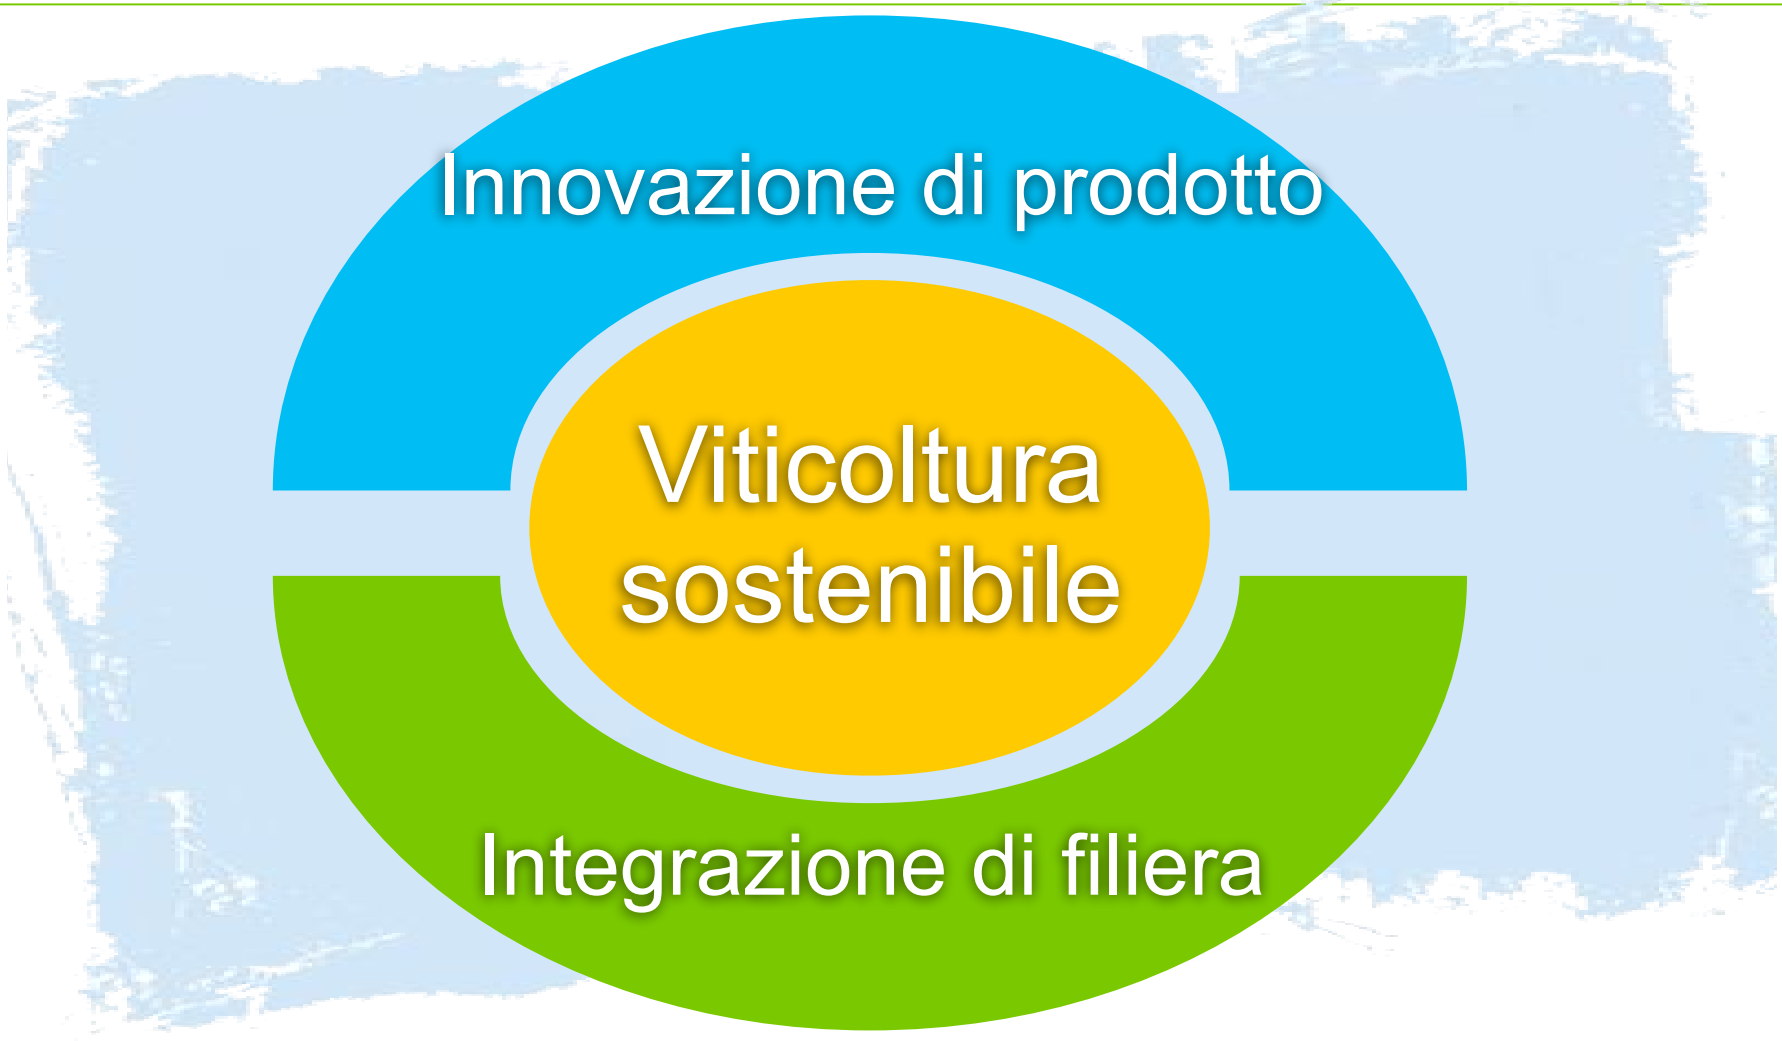 Innovazione di prodotto
Viticoltura
sostenibile
Integrazione di filiera